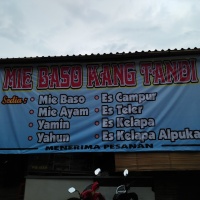 MIE BASO KANG TANDI
Sedia :
• Mie Baso
• Mie Ayam
• Yamin
• Yahun
• Es Campur
• Es Teler
• Es Kelapa
• Es Kelapa Alpuka
MENERIMA PESANAN